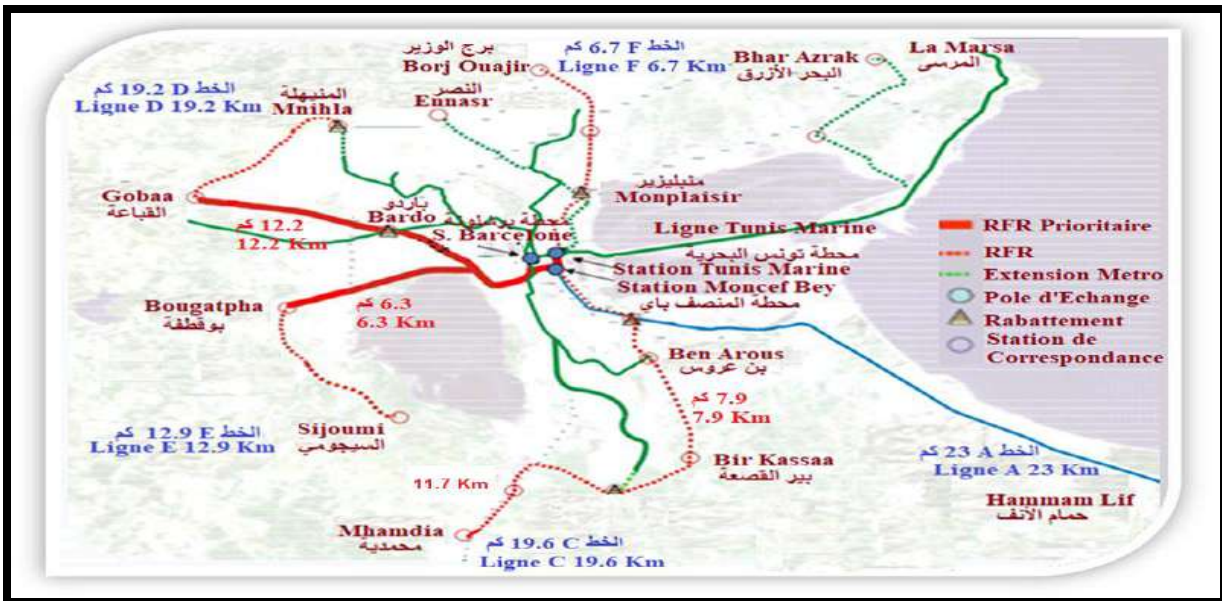 برج الوزير
Borj Ouajir
الخط F 6.7 كم
Ligne F 6.7 Km
Bhar Azrak
البحر الأزرق
La Marsa
المرسى
الخط D 19.2 كم
Ligne D 19.2 Km
المنيهلة
Mnihla
النصر
Ennasr
Gobaa
القباعة
باردو
Bardo
12.2 كم
12.2 Km
محطة برشلونة
S. Barcelone
منبليزير
Monplaisir
Ligne Tunis Marine
محطة تونس البحرية
Station Tunis Marine
Station Moncef Bey
محطة المنصف باي
RFR Prioritaire
RFR
Extension Metro
Pole d'Echange
Rabattement
Station de
Correspondance
Bougatpha
بوقطفة
6.3 كم
6.3 Km
Ben Arous
بن عروس
7.9 كم
7.9 Km
Sijoumi
السيجومي
الخط E 12.9 كم
Ligne E 12.9 Km
Bir Kassaa
بير القصعة
11.7 Km
الخط A 23 كم
Ligne A 23 Km
Hammam Lif
حمام الأنف
Mhamdia
محمدية
الخط C 19.6 كم
Ligne C 19.6 Km